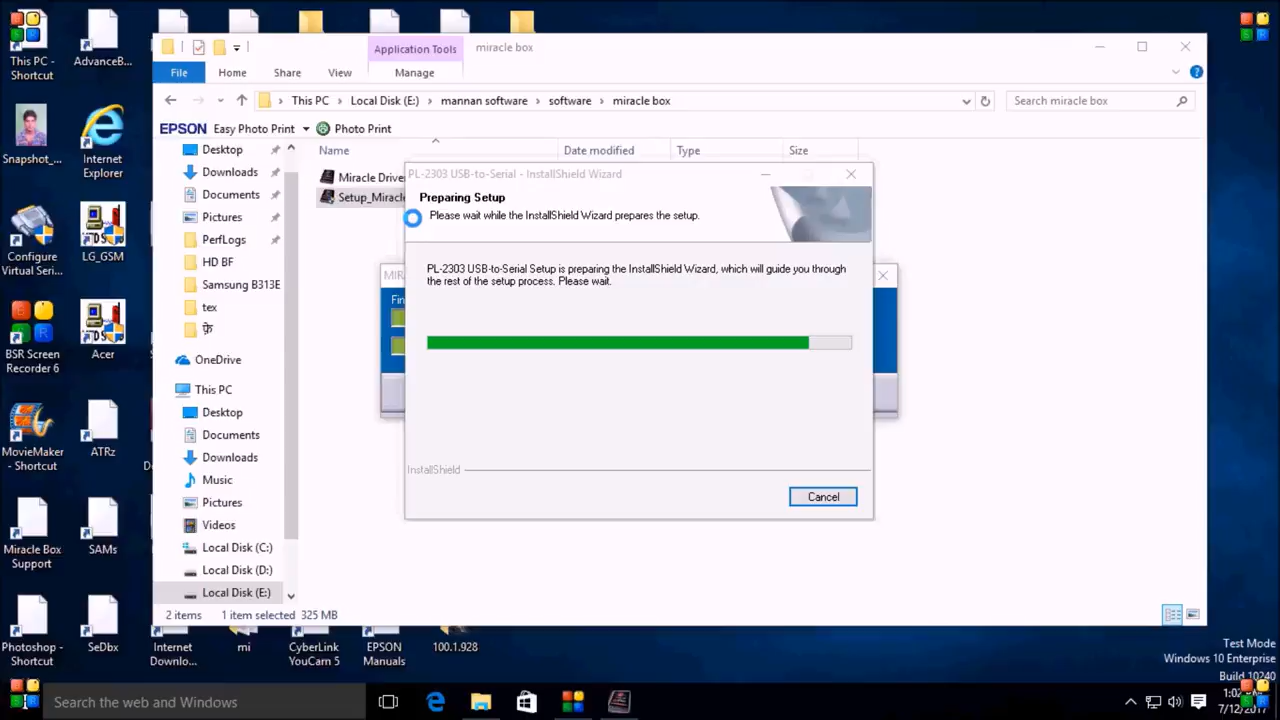 This PC -
Shortcut
AdvanceB...
Snapshot_...
Internet
Explorer
Configure
Virtual Seri...
LG_GSM
BSR Screen
Recorder 6
Acer
MovieMaker
- Shortcut
ATRz
Miracle Box
Support
SAMs
Photoshop -
Shortcut
SeDbx
Internet
Downlo...
mi
CyberLink
YouCam 5
EPSON
Manuals
100.1.928
Application Tools
miracle box
File
Home
Share
View
Manage
This PC > Local Disk (E:) > mannan software > software > miracle box
Search miracle box
EPSON Easy Photo Print Photo Print
Desktop
Downloads
Documents
Pictures
PerfLogs
HD BF
Samsung B313E
tex
OneDrive
This PC
Desktop
Documents
Downloads
Music
Pictures
Videos
Local Disk (C:)
Local Disk (D:)
Local Disk (E:)
Name
Date modified
Type
Size
Miracle Drive
Setup_Miracle
2 items 1 item selected 325 MB
PL-2303 USB-to-Serial - InstallShield Wizard
Preparing Setup
Please wait while the InstallShield Wizard prepares the setup.
PL-2303 USB-to-Serial Setup is preparing the InstallShield Wizard, which will guide you through
the rest of the setup process. Please wait.
InstallShield
Cancel
Test Mode
Windows 10 Enterprise
Build 10240
Search the web and Windows
7/12/2017